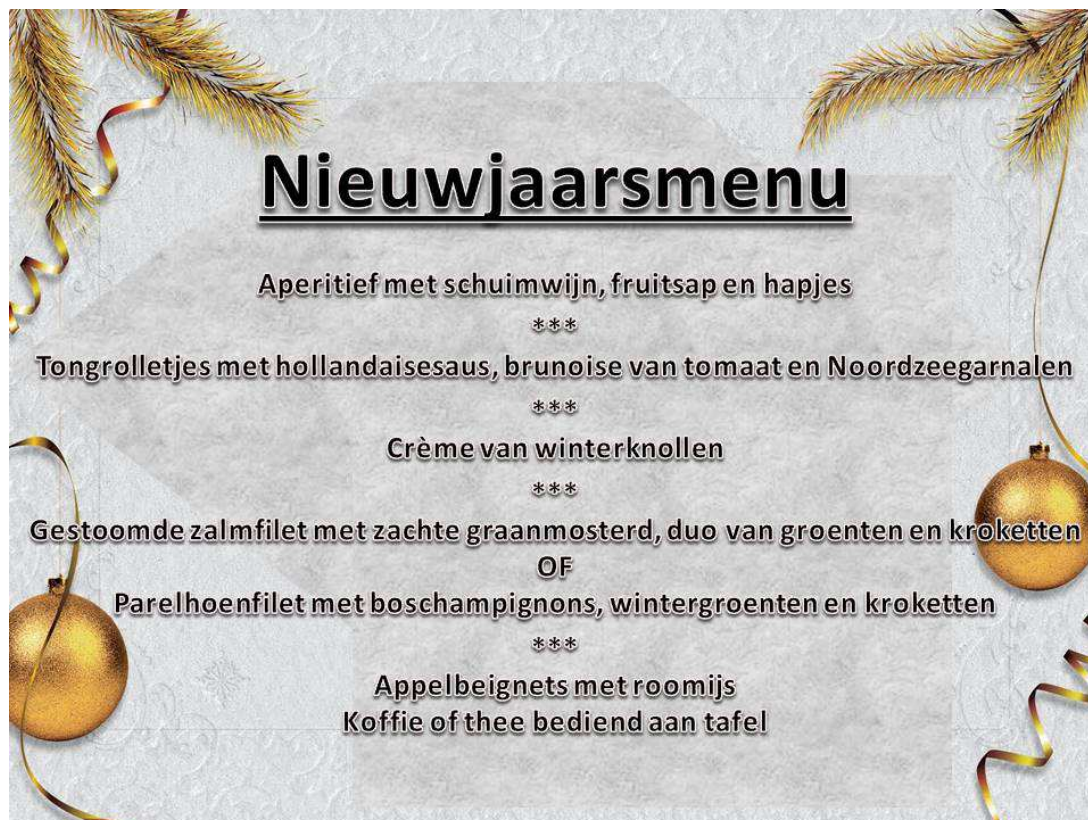 Nieuwjaarsmenu
Aperitief met schuimwijn, fruitsap en hapjes
***
Tongrolletjes met hollandaisesaus, brunoise van tomaat en Noordzeegarnalen
***
Crème van winterknollen
***
Gestoomde zalmfilet met zachte graanmosterd, duo van groenten en kroketten
OF
Parelhoenfilet met boschampignons, wintergroenten en kroketten
***
Appelbeignets met roomijs
Koffie of thee bediend aan tafel